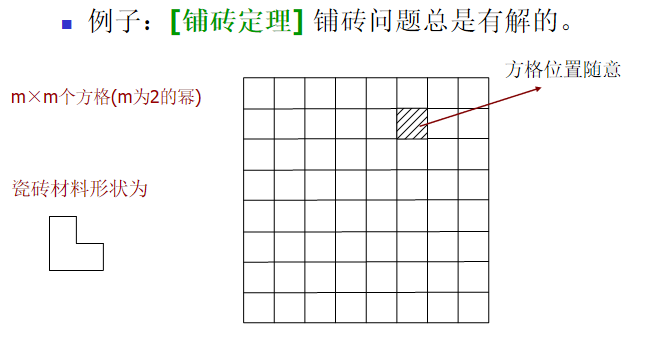 例子：[铺砖定理] 铺砖问题总是有解的。
方格位置随意
m×m个方格(m为2的幂)
瓷砖材料形状为